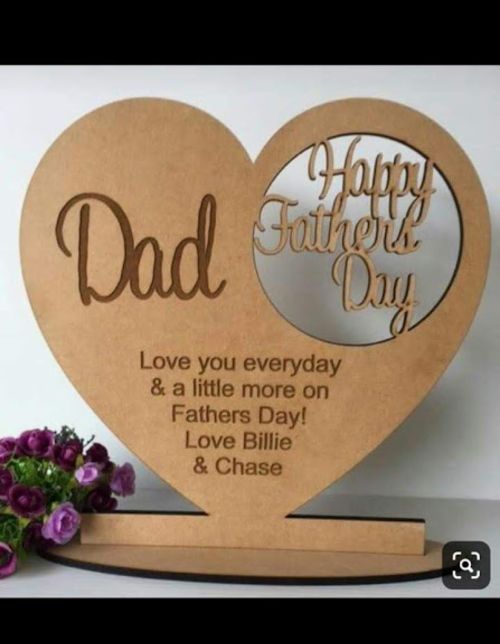 Dad
Happy
Fathers
Day
Love you everyday
& a little more on
Fathers Day!
Love Billie
& Chase